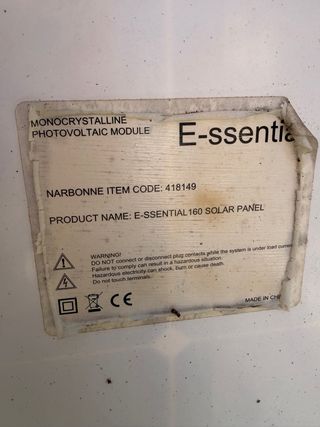 MONOCRYSTALLINE
PHOTOVOLTAIC MODULE
E-ssentia
NARBONNE ITEM CODE: 418149
PRODUCT NAME: E-SSENTIAL160 SOLAR PANEL
WARNING!
DO NOT connect or disconnect plug contacts while the system is under load current
Failure to comply can result in a hazardous situation.
Hazardous electricity can shock, burn or cause death.
Do not touch terminals.
CE
MADE IN CHI